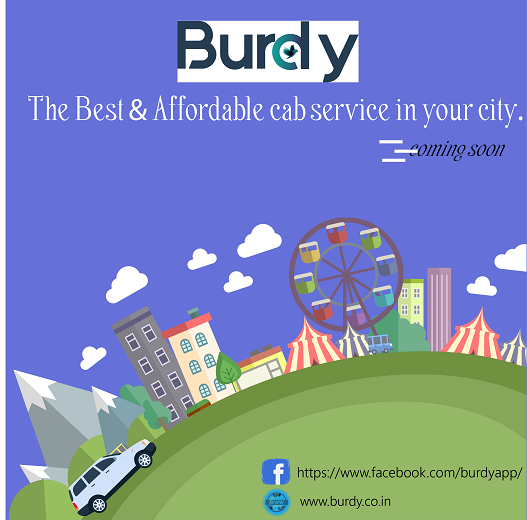 Burdy
The Best & Affordable cab service in your city.
coming soon
https://www.facebook.com/burdyapp/
www.burdy.co.in